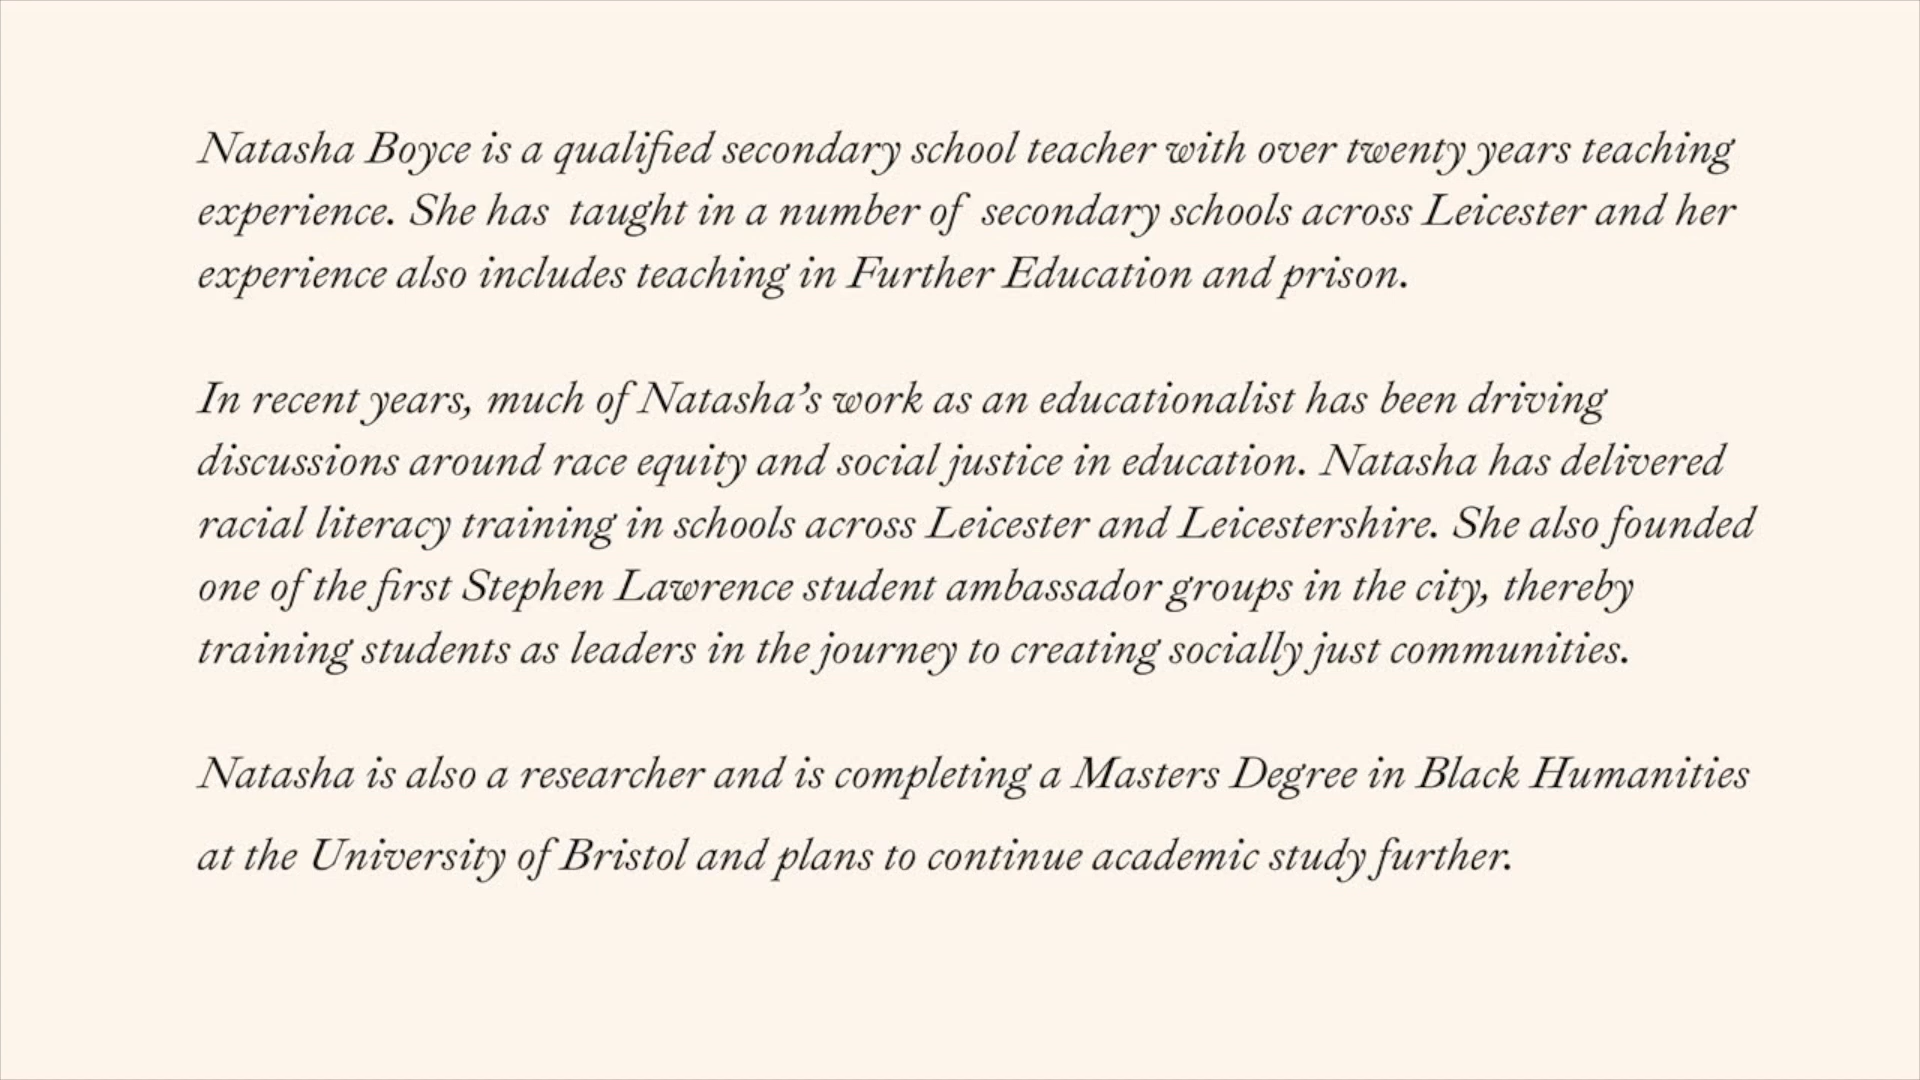 Natasha Boyce is a qualified secondary school teacher with over twenty years teaching
experience. She has taught in a number of secondary schools across Leicester and her
experience also includes teaching in Further Education and prison.
In recent years, much of Natasha’s work as an educationalist has been driving
discussions around race equity and social justice in education. Natasha has delivered
racial literacy training in schools across Leicester and Leicestershire. She also founded
one of the first Stephen Lawrence student ambassador groups in the city, thereby
training students as leaders in the journey to creating socially just communities.
Natasha is also a researcher and is completing a Masters Degree in Black Humanities
at the University of Bristol and plans to continue academic study further.